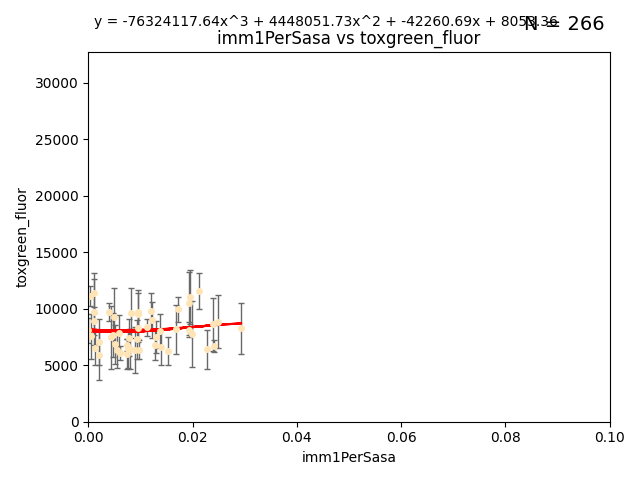 y = -76324117.64x^3 + 4448051.73x^2 + -42260.69x + 8053.36
N = 266
imm1PerSasa vs toxgreen_fluor
30000
25000
20000
15000
10000
5000
0
toxgreen_fluor
0.00 0.02 0.04 0.06 0.08 0.10
imm1PerSasa